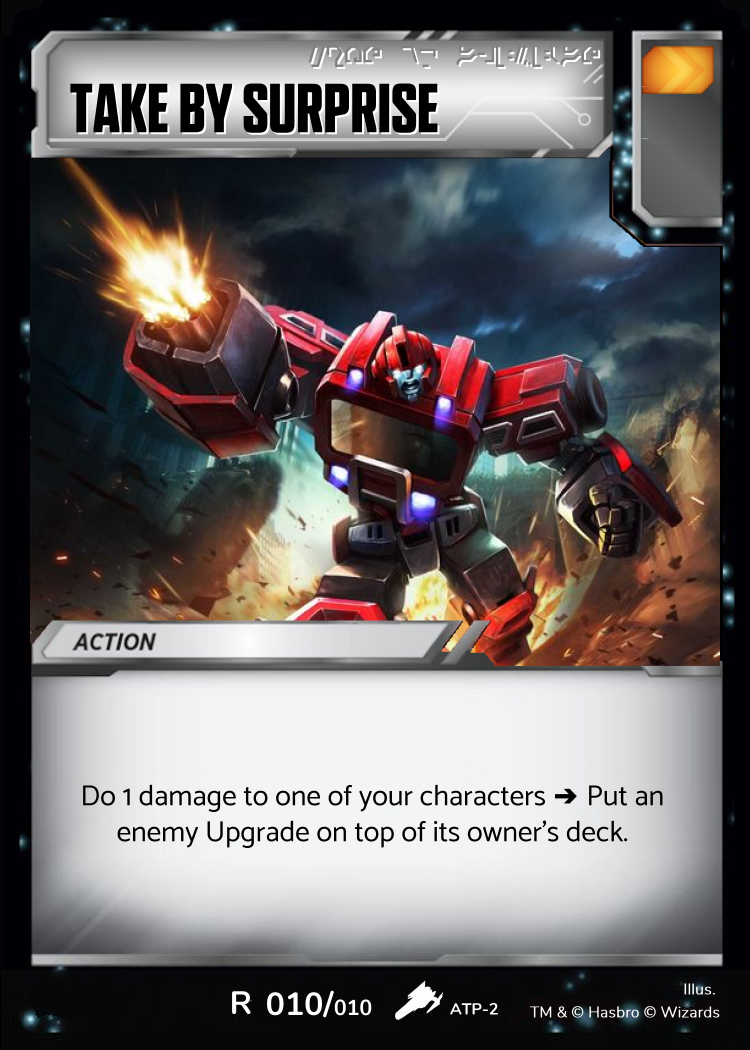 TAKE BY SURPRISE
ACTION
Do 1 damage to one of your characters ➔ Put an
enemy Upgrade on top of its owner's deck.
R 010/010 ATP-2
Illus.
TM & © Hasbro © Wizards